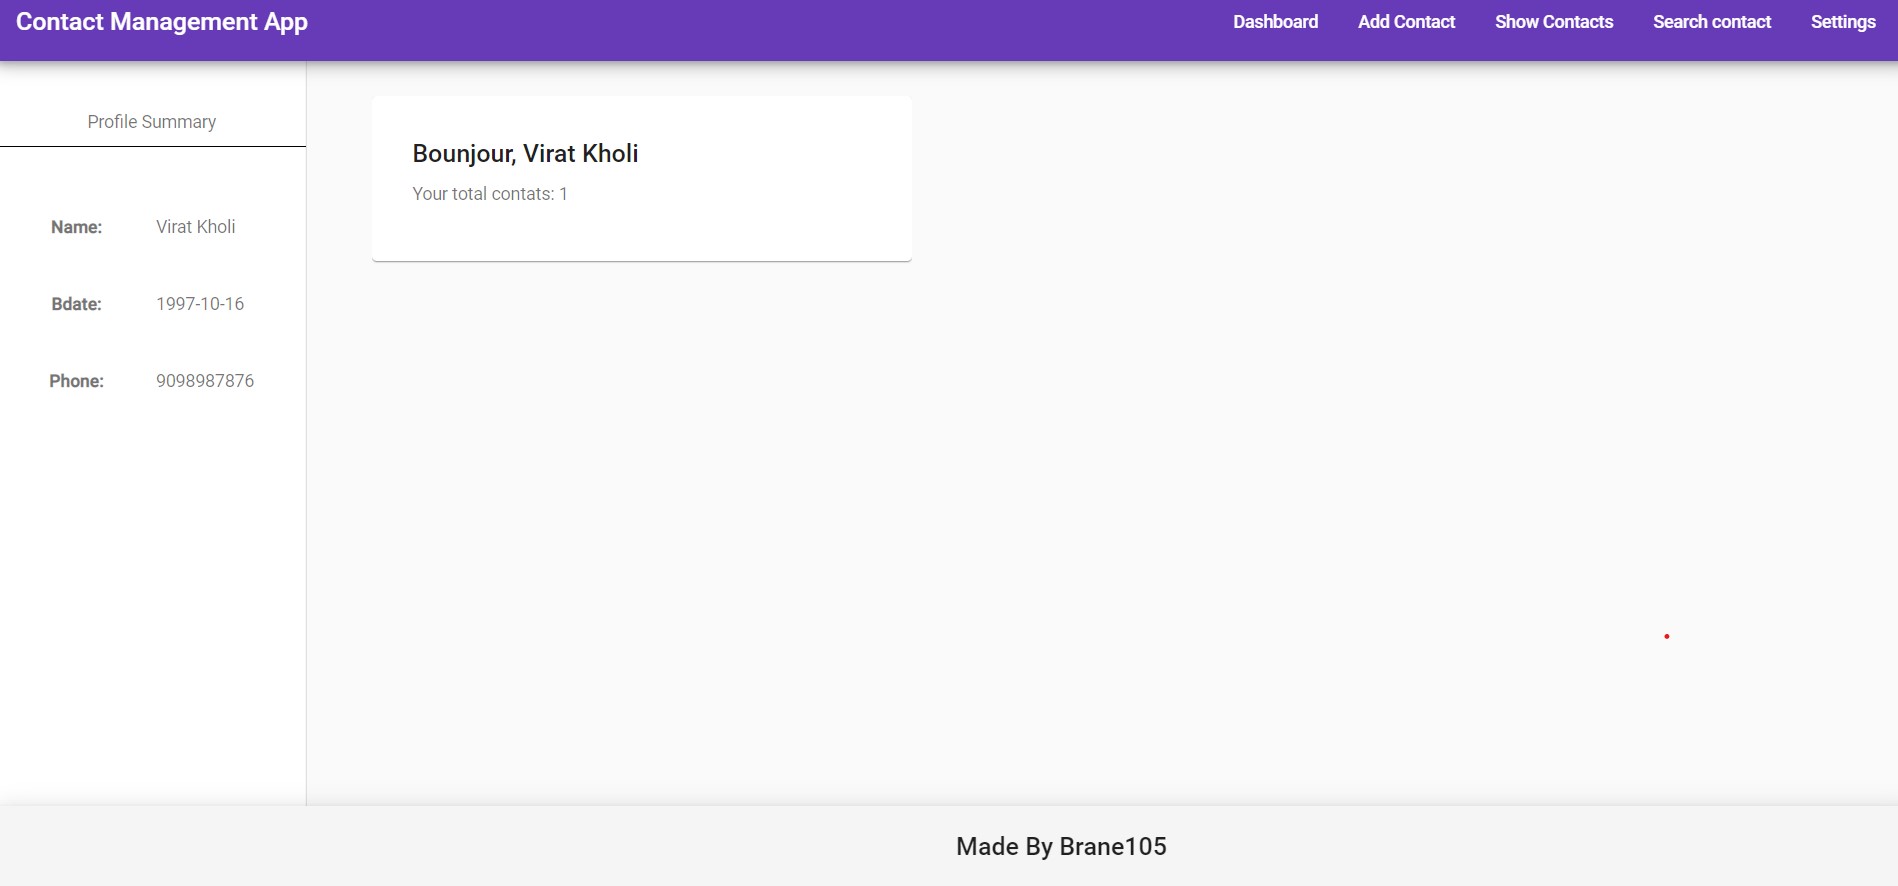 Contact Management App
Dashboard Add Contact Show Contacts Search contact Settings
Profile Summary
Name: Virat Kholi
Bdate: 1997-10-16
Phone: 9098987876
Bounjour, Virat Kholi
Your total contats: 1
Made By Brane105